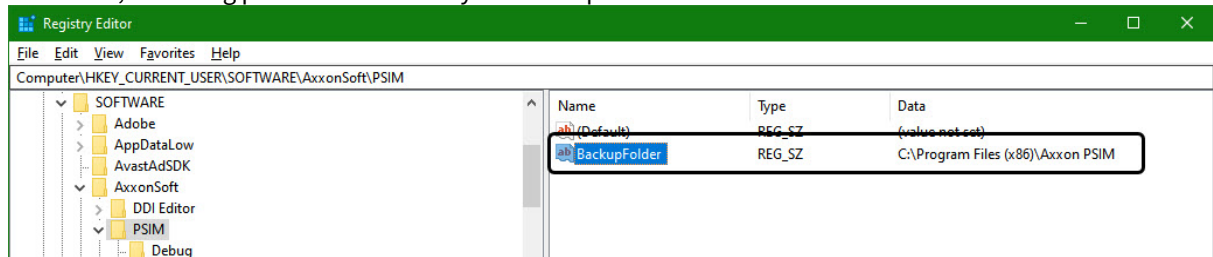 Registry Editor
File Edit View Favorites Help
Computer\HKEY_CURRENT_USER\SOFTWARE\AxxonSoft\PSIM
SOFTWARE
Adobe
AppDataLow
AvastAdSDK
AxxonSoft
DDI Editor
PSIM
Debug
Name Type Data
(Default) REG_SZ (value not set)
BackupFolder REG_SZ C:\Program Files (x86)\Axxon PSIM